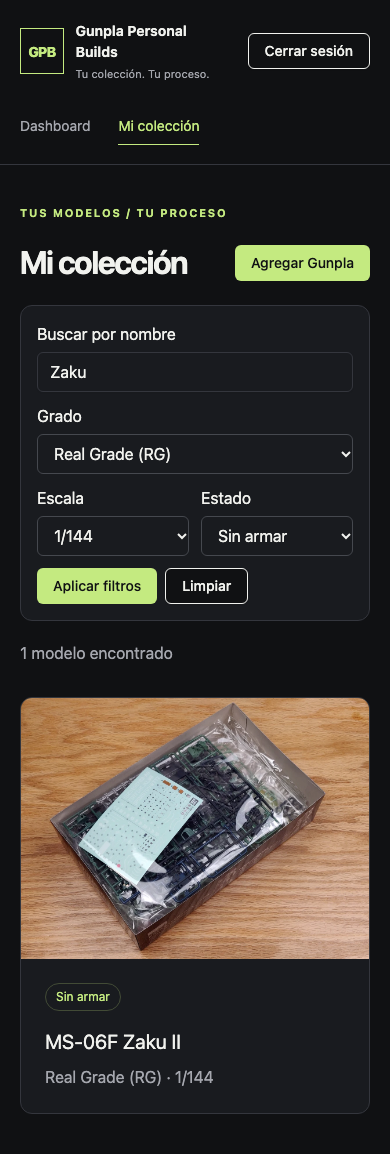 GPB
Gunpla Personal
Builds
Tu colección. Tu proceso.
Cerrar sesión
Dashboard
Mi colección
TUS MODELOS / TU PROCESO
Mi colección
Agregar Gunpla
Buscar por nombre
Zaku
Grado
Real Grade (RG)
Escala
Estado
1/144
Sin armar
Aplicar filtros
Limpiar
1 modelo encontrado
Sin armar
MS-06F Zaku II
Real Grade (RG) · 1/144